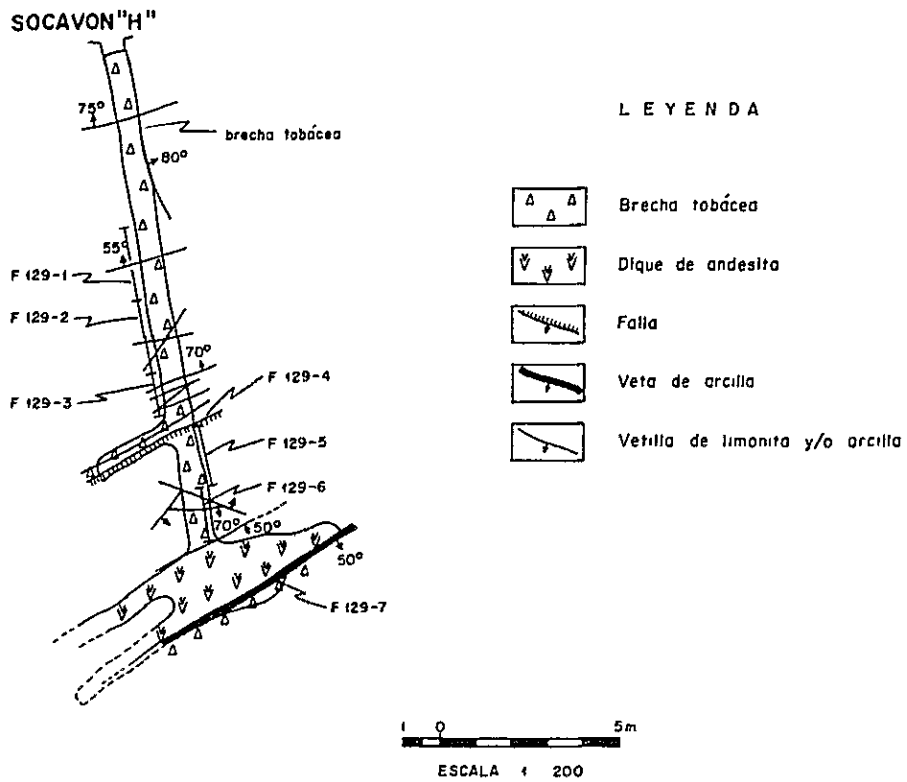 SOCAVON "H"
75°
brecha tobácea
80°
55°
F 129-1
F 129-2
70°
F 129-3
F 129-4
F 129-5
F 129-6
70°
50°
50°
F 129-7
LEYENDA
Brecha tobácea
Dique de andesita
Falla
Veta de arcilla
Vetilla de limonita y/o arcilla
1 0 5m
ESCALA 1 200